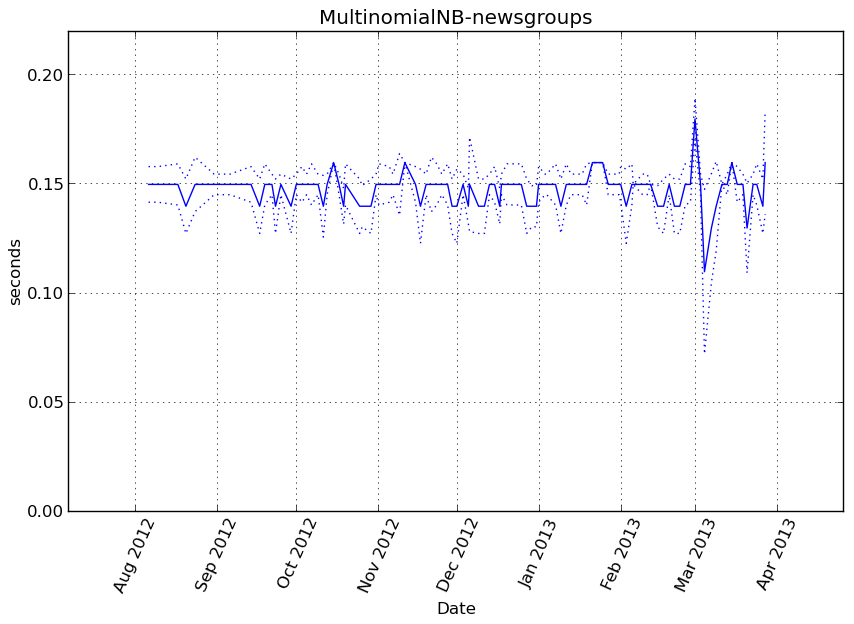 MultinomialNB-newsgroups
0.20
0.15
0.10
0.05
0.00
seconds
Aug 2012
Sep 2012
Oct 2012
Nov 2012
Dec 2012
Jan 2013
Feb 2013
Mar 2013
Apr 2013
Date